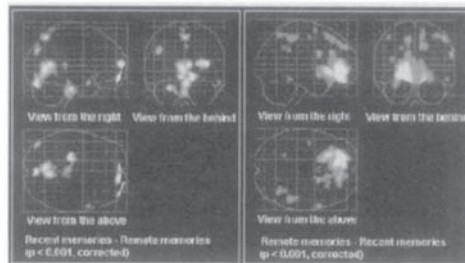 View from the right
View from the behind
View from the above
Recent memories - Remote memories
(p < 0.001, corrected)
View from the right
View from the behind
View from the above
Remote memories - Recent memories
(p < 0.001, corrected)